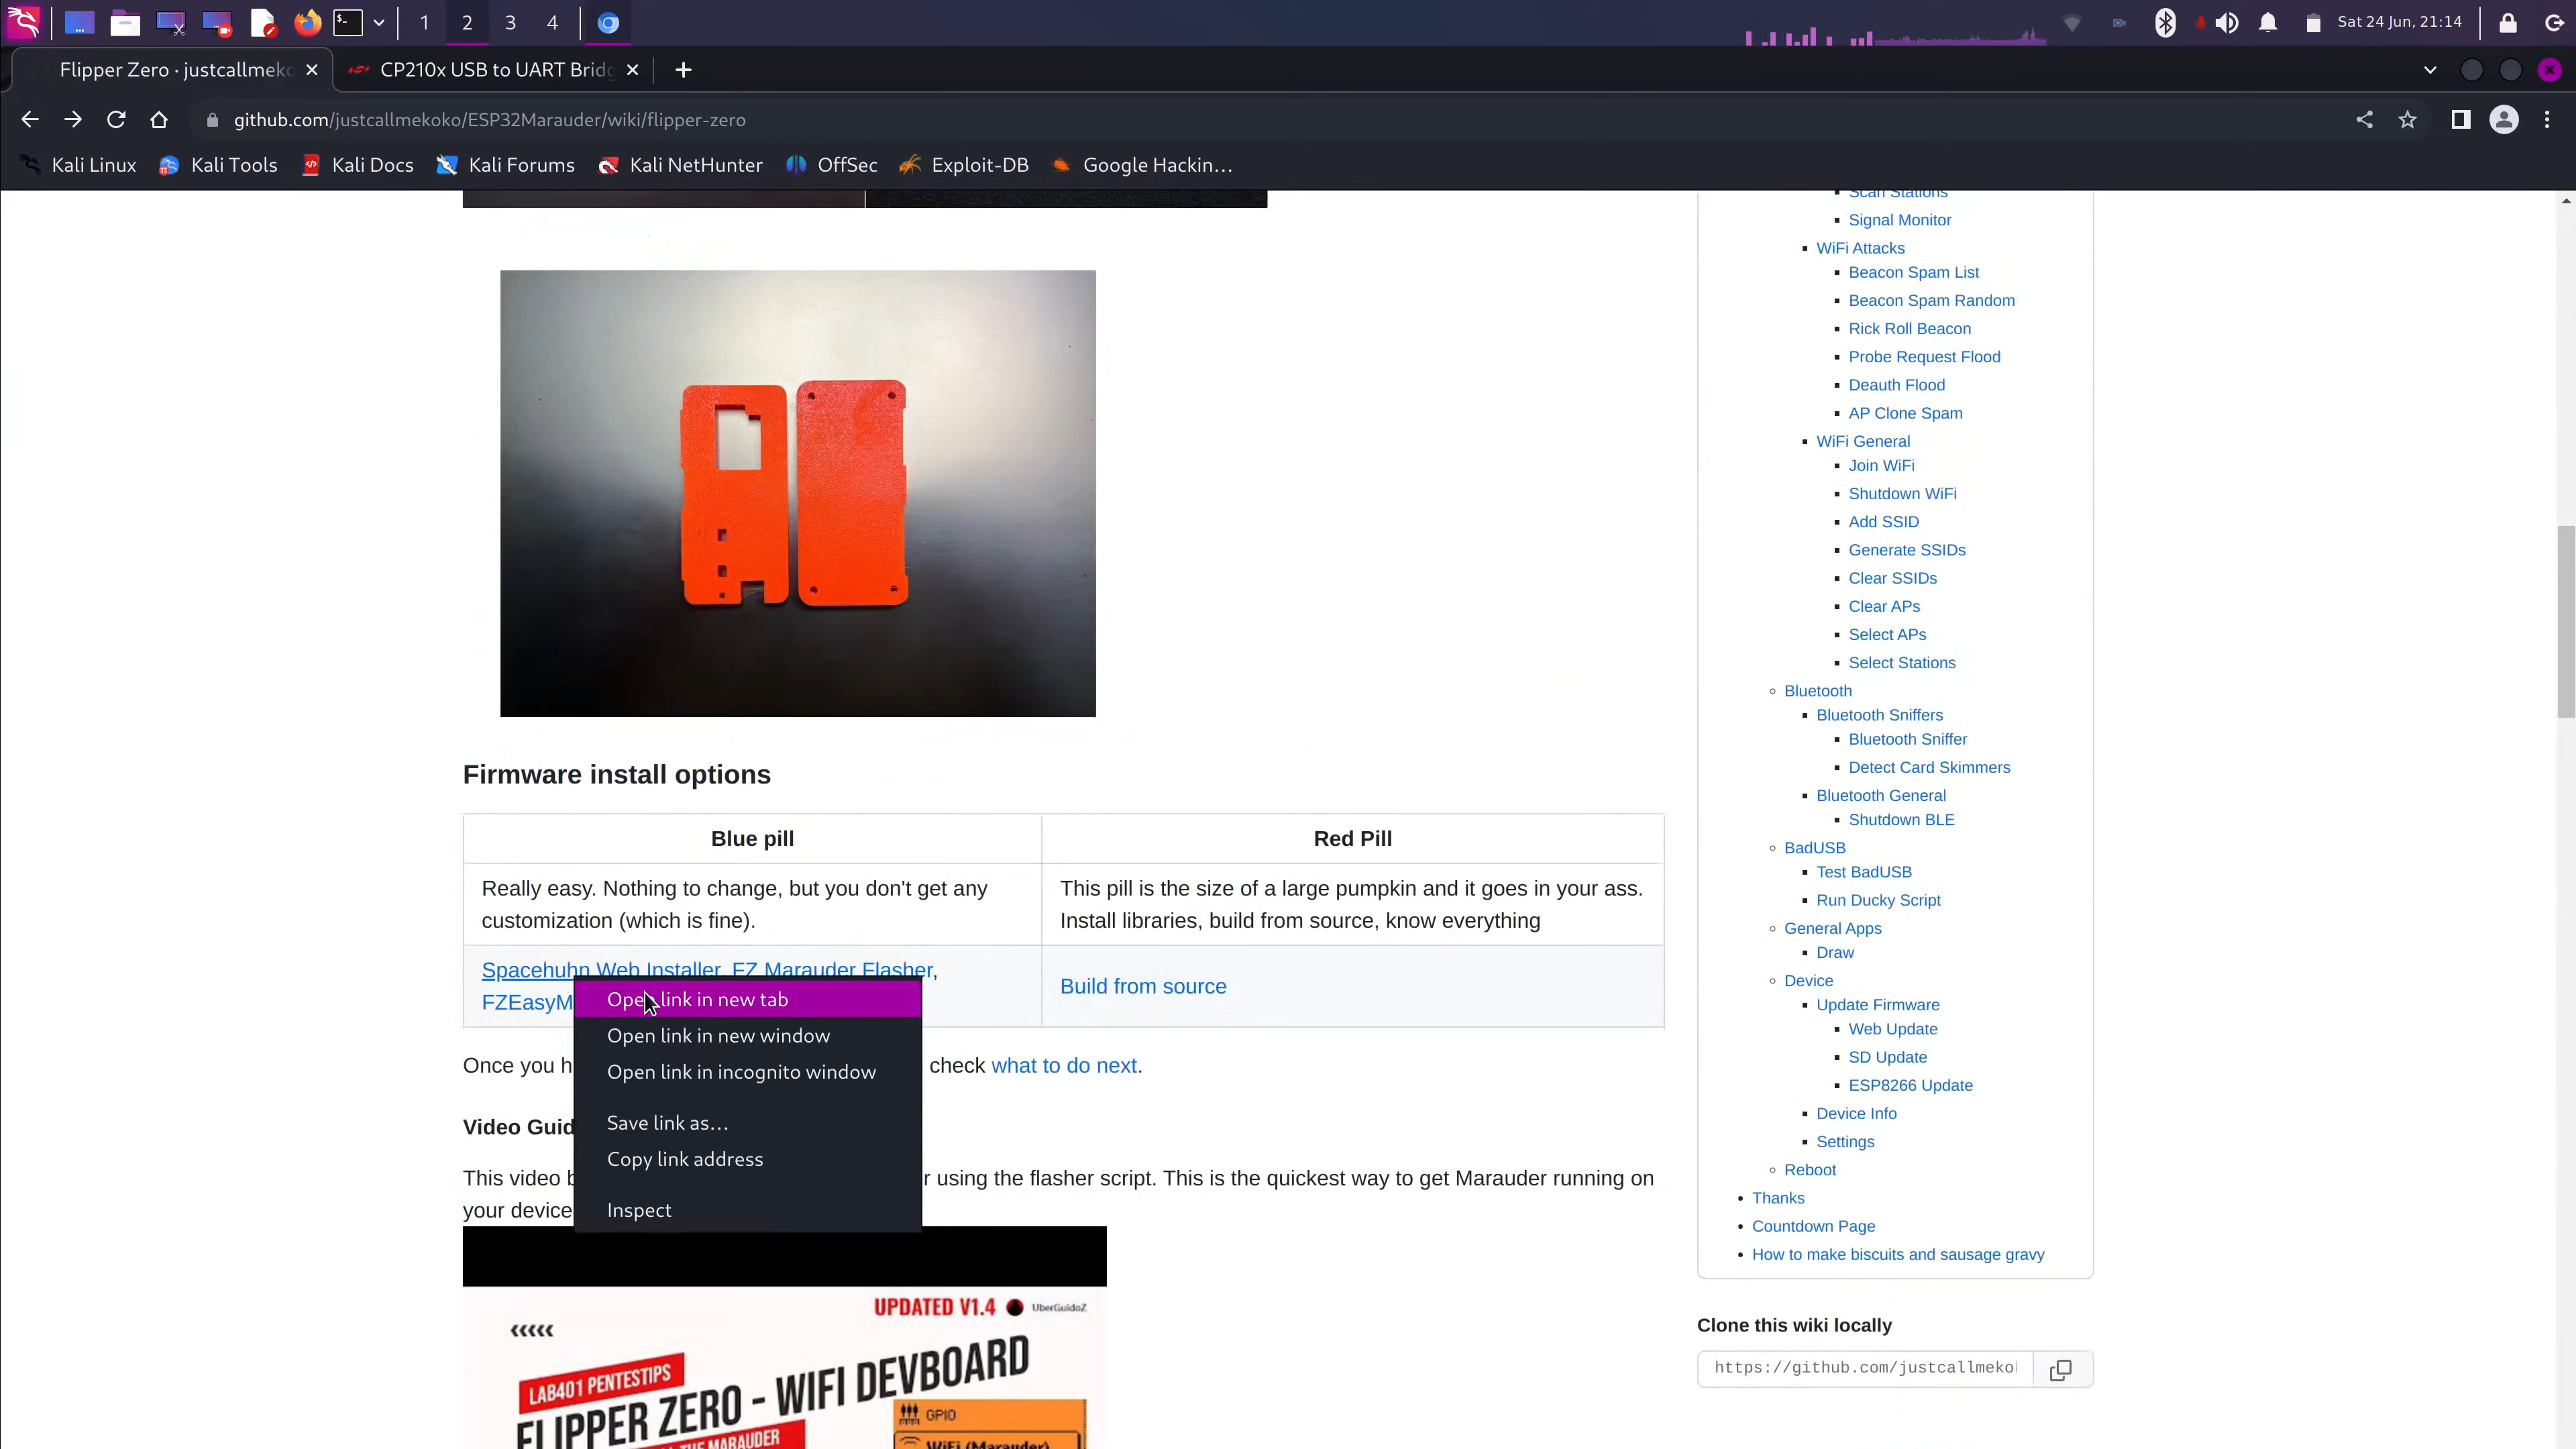 1 2 3 4
Sat 24 Jun, 21:14
Flipper Zero · justcallmeko
CP210x USB to UART Bridg
github.com/justcallmekoko/ESP32Marauder/wiki/flipper-zero
Kali Linux
Kali Tools
Kali Docs
Kali Forums
Kali NetHunter
OffSec
Exploit-DB
Google Hackin…
Firmware install options
Blue pill
Red Pill
Really easy. Nothing to change, but you don't get any
customization (which is fine).
This pill is the size of a large pumpkin and it goes in your ass.
Install libraries, build from source, know everything
Spacehuhn Web Installer, FZ Marauder Flasher,
FZEasyM
Build from source
Open link in new tab
Open link in new window
Open link in incognito window
Save link as…
Copy link address
Inspect
Once you h
check what to do next.
Video Guid
This video b
r using the flasher script. This is the quickest way to get Marauder running on
your device
UPDATED V1.4
UberGuidoZ
‹‹‹‹‹
LAB401 PENTESTIPS
FLIPPER ZERO - WIFI DEVBOARD
THE MARAUDER
GPIO
WiFi (Marauder)
Scan Stations
Signal Monitor
WiFi Attacks
Beacon Spam List
Beacon Spam Random
Rick Roll Beacon
Probe Request Flood
Deauth Flood
AP Clone Spam
WiFi General
Join WiFi
Shutdown WiFi
Add SSID
Generate SSIDs
Clear SSIDs
Clear APs
Select APs
Select Stations
Bluetooth
Bluetooth Sniffers
Bluetooth Sniffer
Detect Card Skimmers
Bluetooth General
Shutdown BLE
BadUSB
Test BadUSB
Run Ducky Script
General Apps
Draw
Device
Update Firmware
Web Update
SD Update
ESP8266 Update
Device Info
Settings
Reboot
Thanks
Countdown Page
How to make biscuits and sausage gravy
Clone this wiki locally
https://github.com/justcallmeko